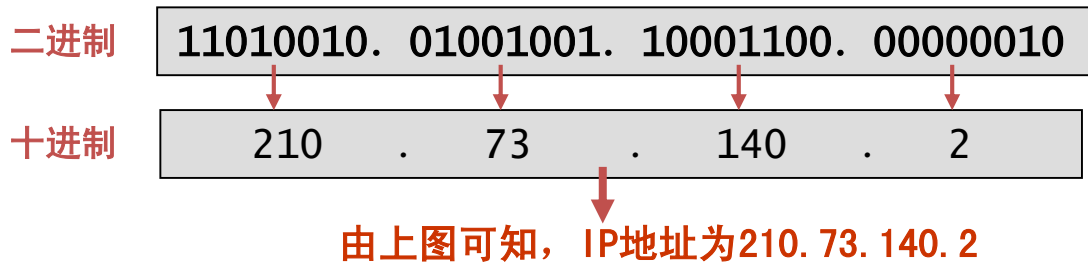 二进制 11010010. 01001001. 10001100. 00000010
十进制 210 . 73 . 140 . 2
由上图可知，IP地址为210.73.140.2